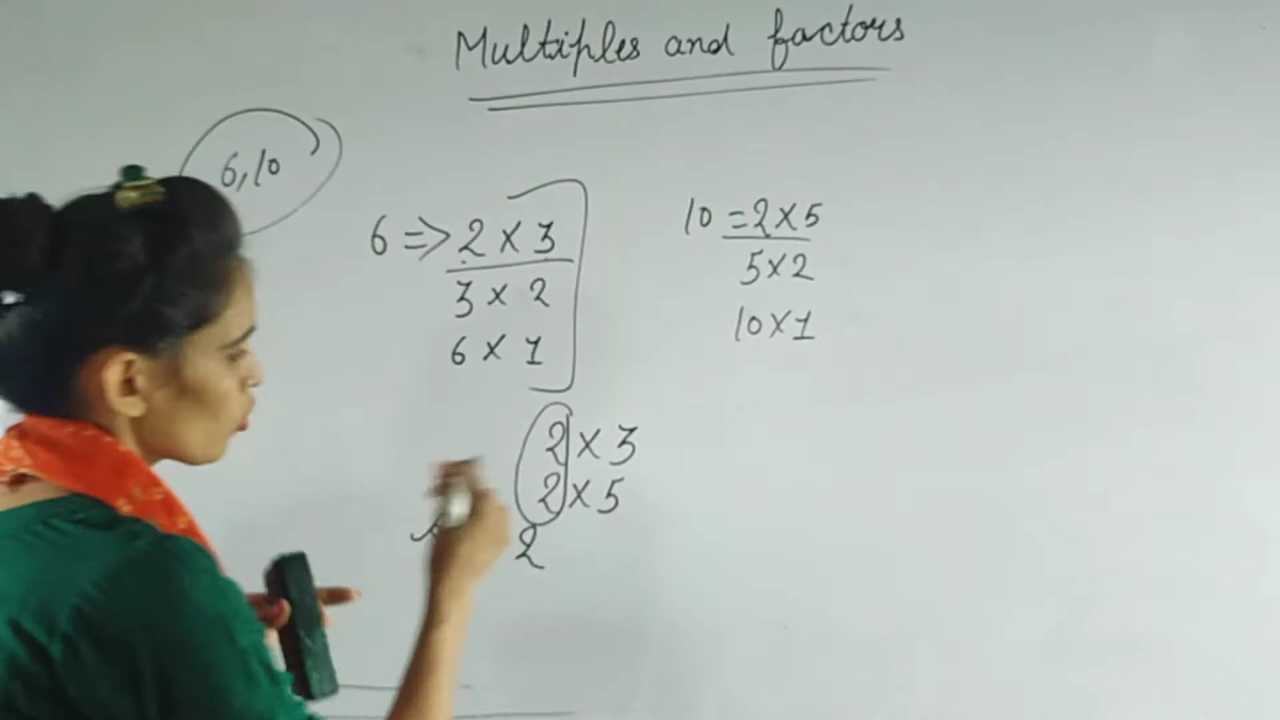 Multiples and factors
6,10
6 => 2 × 3
3 × 2
6 × 1
10 = 2×5
5×2
10×1
2 × 3
2 × 5
2